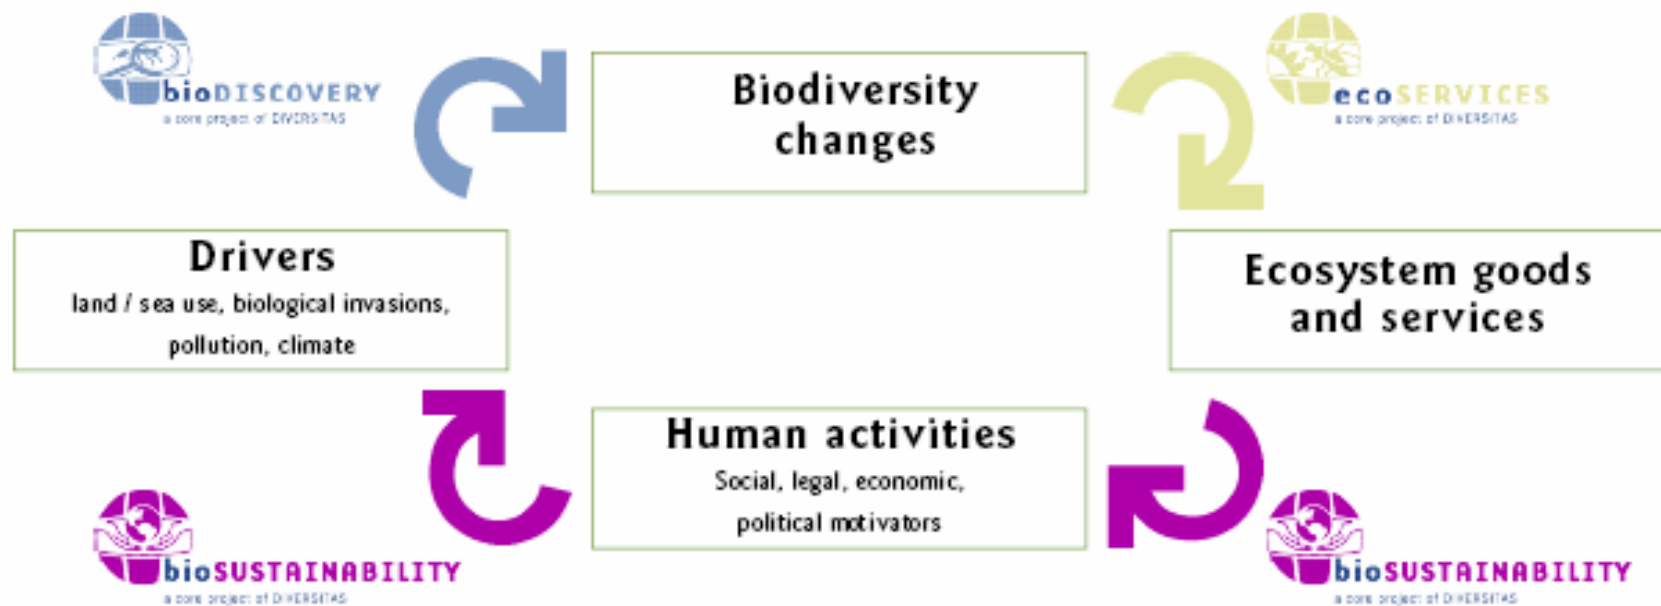 bioDISCOVERY
a core project of DIVERSITAS
Biodiversity
changes
ecoSERVICES
a core project of DIVERSITAS
Drivers
land / sea use, biological invasions,
pollution, climate
Ecosystem goods
and services
Human activities
Social, legal, economic,
political motivators
bioSUSTAINABILITY
a core project of DIVERSITAS
bioSUSTAINABILITY
a core project of DIVERSITAS